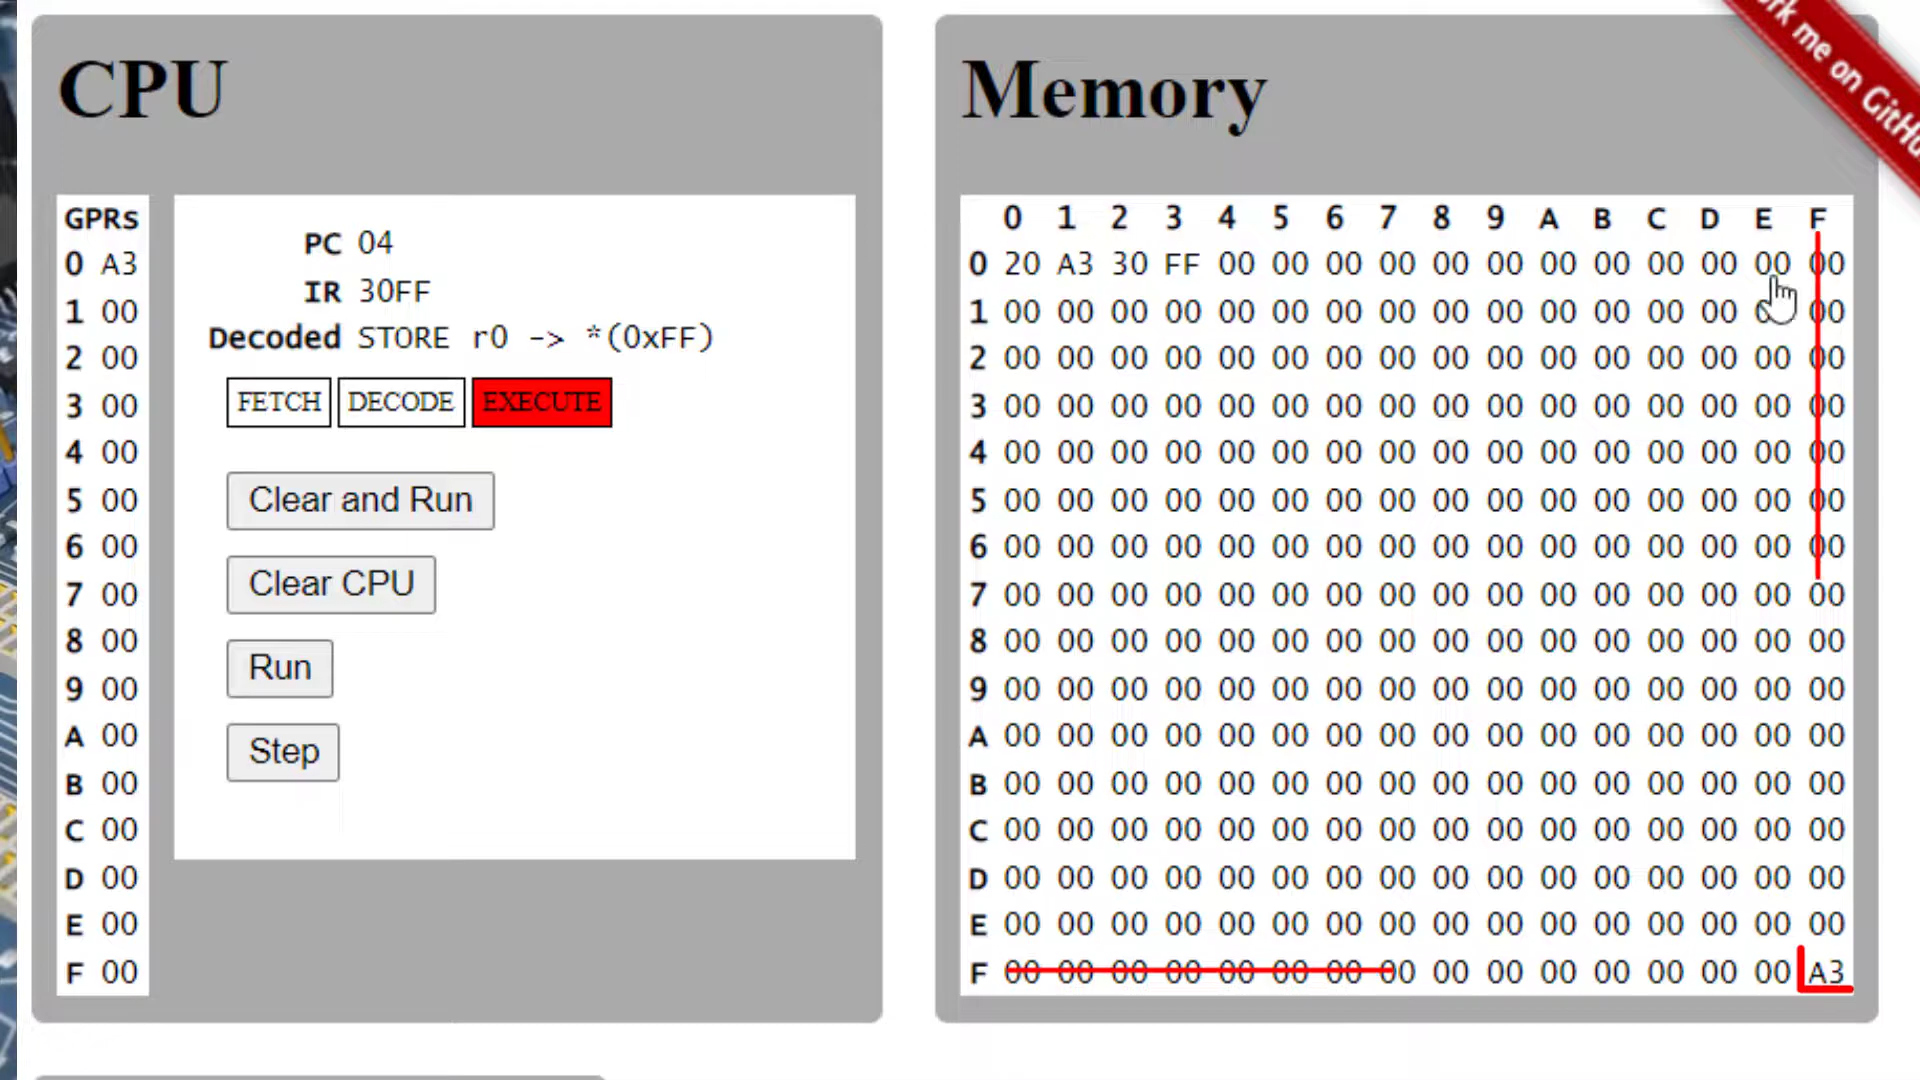 CPU
GPRs
0 A3
1 00
2 00
3 00
4 00
5 00
6 00
7 00
8 00
9 00
A 00
B 00
C 00
D 00
E 00
F 00
PC 04
IR 30FF
Decoded STORE r0 -> *(0xFF)
FETCH DECODE EXECUTE
Clear and Run
Clear CPU
Run
Step
Memory
0 1 2 3 4 5 6 7 8 9 A B C D E F
0 20 A3 30 FF 00 00 00 00 00 00 00 00 00 00 00 00
1 00 00 00 00 00 00 00 00 00 00 00 00 00 00 00 00
2 00 00 00 00 00 00 00 00 00 00 00 00 00 00 00 00
3 00 00 00 00 00 00 00 00 00 00 00 00 00 00 00 00
4 00 00 00 00 00 00 00 00 00 00 00 00 00 00 00 00
5 00 00 00 00 00 00 00 00 00 00 00 00 00 00 00 00
6 00 00 00 00 00 00 00 00 00 00 00 00 00 00 00 00
7 00 00 00 00 00 00 00 00 00 00 00 00 00 00 00 00
8 00 00 00 00 00 00 00 00 00 00 00 00 00 00 00 00
9 00 00 00 00 00 00 00 00 00 00 00 00 00 00 00 00
A 00 00 00 00 00 00 00 00 00 00 00 00 00 00 00 00
B 00 00 00 00 00 00 00 00 00 00 00 00 00 00 00 00
C 00 00 00 00 00 00 00 00 00 00 00 00 00 00 00 00
D 00 00 00 00 00 00 00 00 00 00 00 00 00 00 00 00
E 00 00 00 00 00 00 00 00 00 00 00 00 00 00 00 00
F 00 00 00 00 00 00 00 00 00 00 00 00 00 00 00 A3
me on